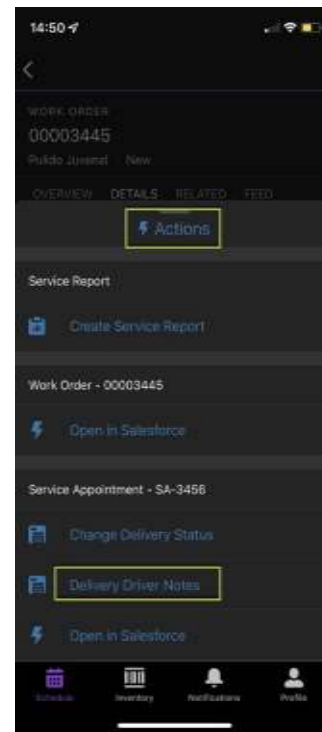 14:50
WORK ORDER
00003445
Pulido Juvenal New
OVERVIEW DETAILS RELATED FEED
Actions
Service Report
Create Service Report
Work Order - 00003445
Open in Salesforce
Service Appointment - SA-3456
Change Delivery Status
Delivery Driver Notes
Open in Salesforce
Schedule Inventory Notifications Profile